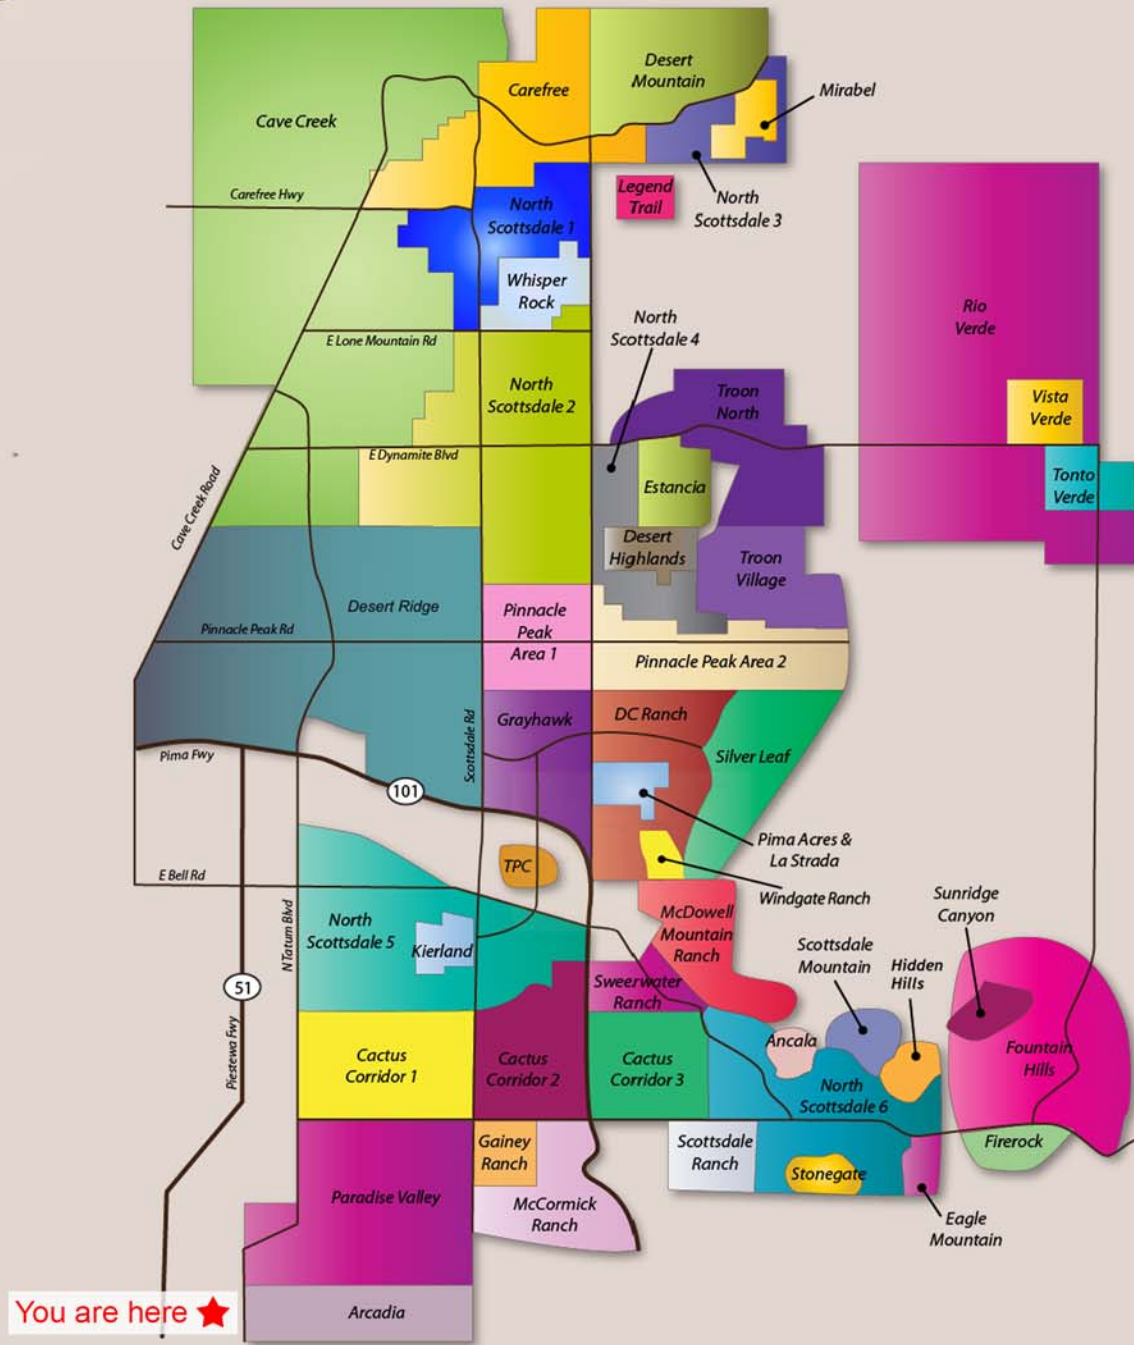 Desert
Mountain
Carefree
Mirabel
Cave Creek
Carefree Hwy
Legend
Trail
North
Scottsdale 3
North
Scottsdale 1
Whisper
Rock
Rio
Verde
North
Scottsdale 4
E Lone Mountain Rd
North
Scottsdale 2
Troon
North
Vista
Verde
E Dynamite Blvd
Cave Creek Road
Estancia
Tonto
Verde
Desert
Highlands
Troon
Village
Desert Ridge
Pinnacle
Peak
Area 1
Pinnacle Peak Rd
Pinnacle Peak Area 2
Scottsdale Rd
Grayhawk
DC Ranch
Silver Leaf
Pima Fwy
101
Pima Acres &
La Strada
TPC
E Bell Rd
Windgate Ranch
Sunridge
Canyon
N Tatum Blvd
North
Scottsdale 5
Kierland
McDowell
Mountain
Ranch
Scottsdale
Mountain
Hidden
Hills
51
Sweerwater
Ranch
Piestewa Fwy
Cactus
Corridor 1
Cactus
Corridor 2
Cactus
Corridor 3
Ancala
North
Scottsdale 6
Fountain
Hills
Gainey
Ranch
Scottsdale
Ranch
Stonegate
Firerock
Paradise Valley
McCormick
Ranch
Eagle
Mountain
You are here
Arcadia